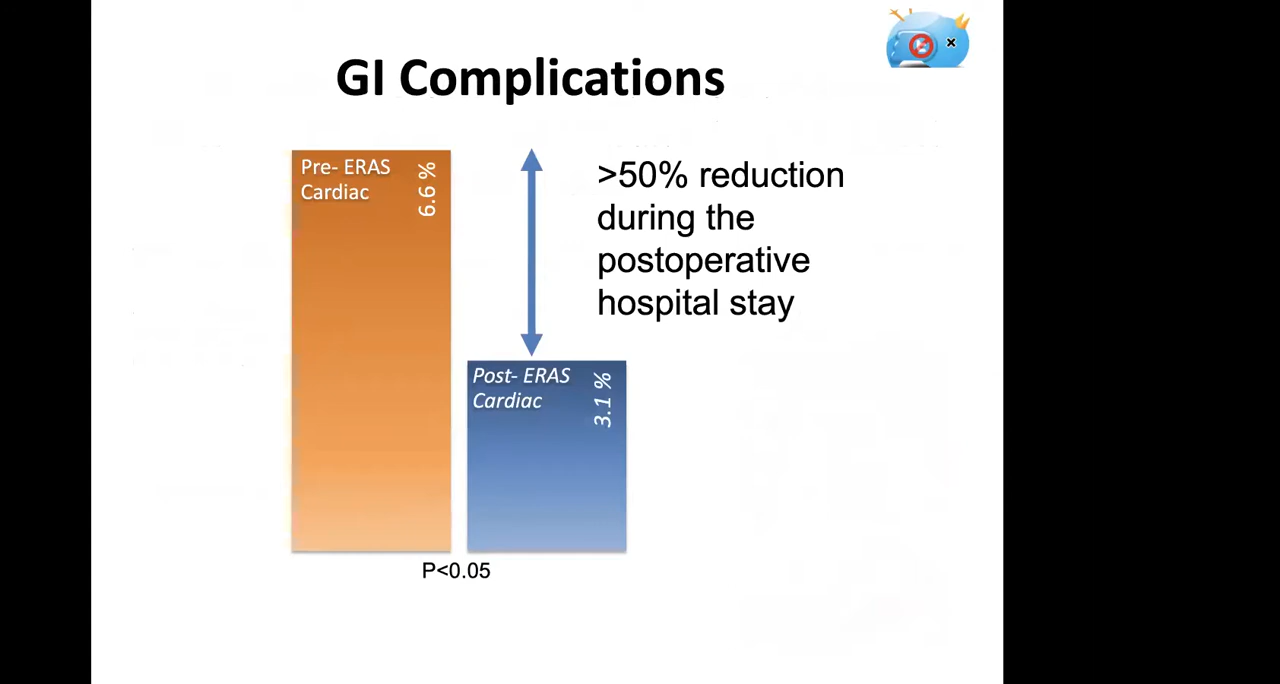 GI Complications
Pre- ERAS
Cardiac
6.6 %
>50% reduction
during the
postoperative
hospital stay
Post- ERAS
Cardiac
3.1 %
P<0.05